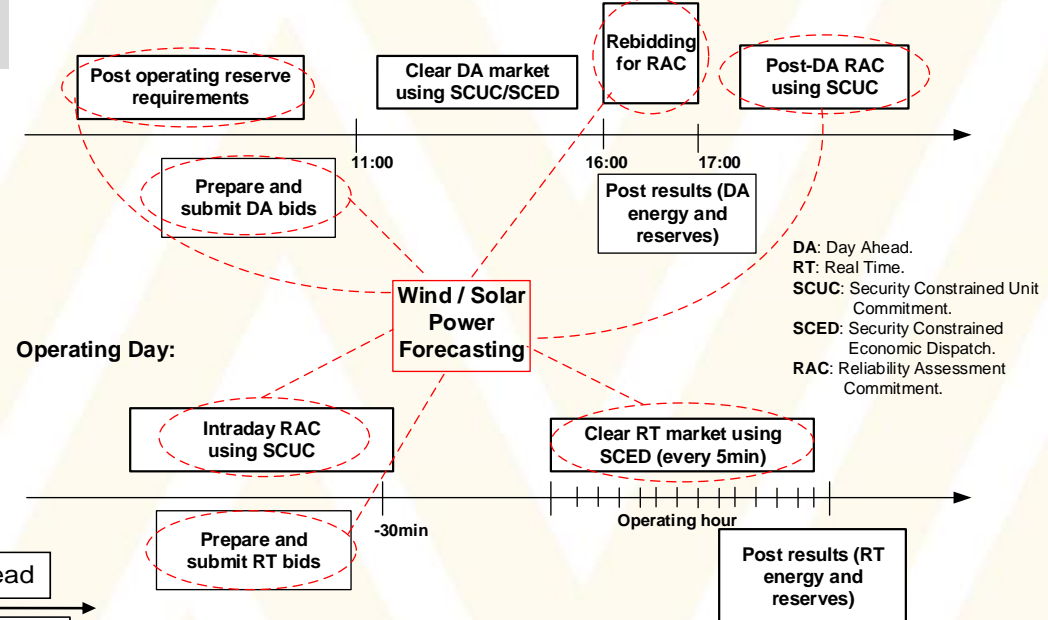 Post operating reserve
requirements
Clear DA market
using SCUC/SCED
Rebidding
for RAC
Post-DA RAC
using SCUC
11:00
16:00
17:00
Prepare and
submit DA bids
Post results (DA
energy and
reserves)
DA: Day Ahead.
RT: Real Time.
SCUC: Security Constrained Unit
Commitment.
SCED: Security Constrained
Economic Dispatch.
RAC: Reliability Assessment
Commitment.
Wind / Solar
Power
Forecasting
Operating Day:
Intraday RAC
using SCUC
Clear RT market using
SCED (every 5min)
-30min
Operating hour
Prepare and
submit RT bids
Post results (RT
energy and
reserves)
ead